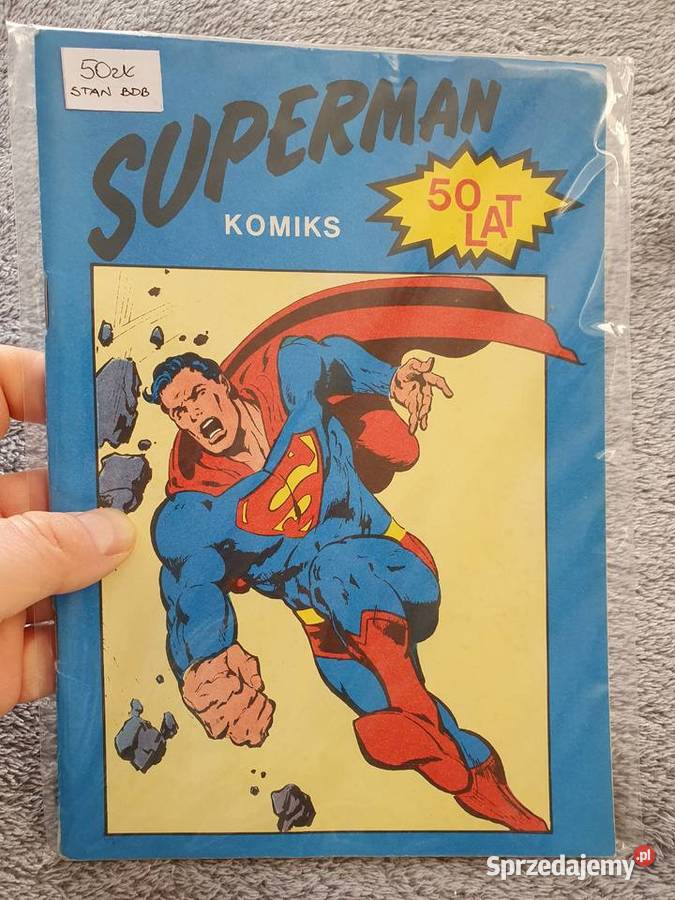 50zł
STAN BDB
SUPERMAN
KOMIKS
50
LAT
S
Sprzedajemy.pl